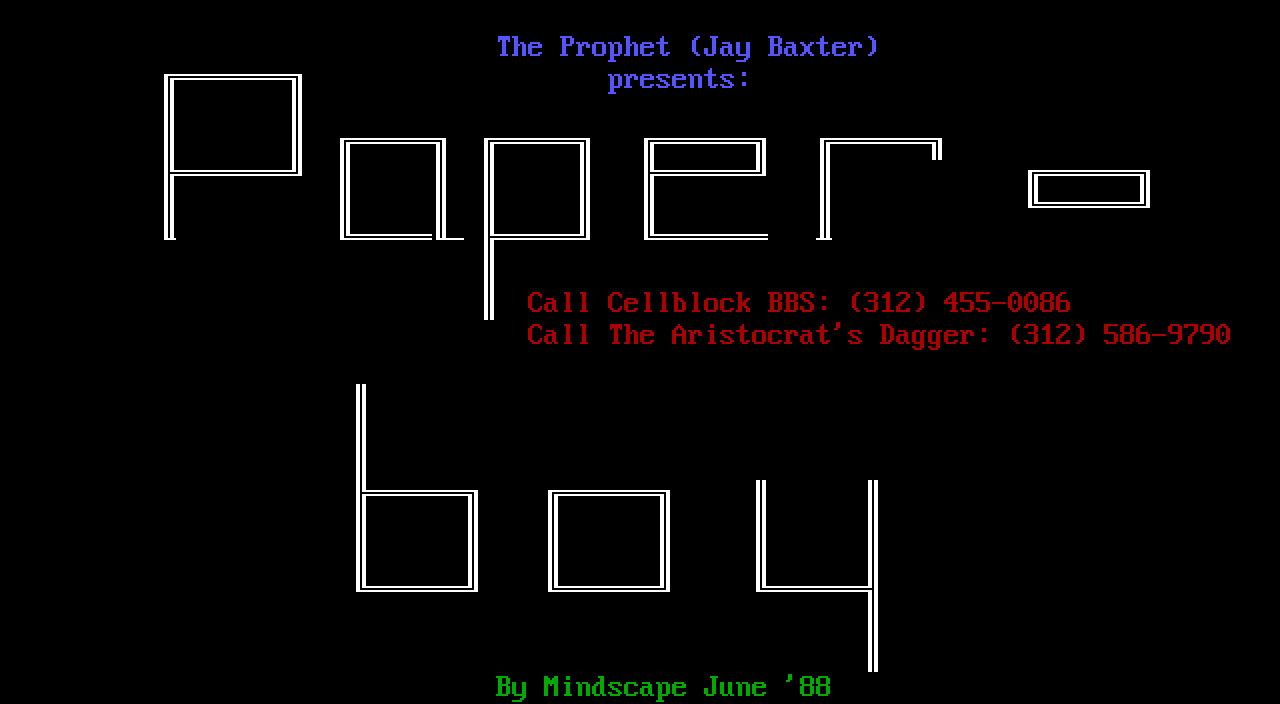 The Prophet (Jay Baxter)
presents:
Paper-
Call Cellblock BBS: (312) 455-0086
Call The Aristocrat's Dagger: (312) 586-9790
boy
By Mindscape June '88